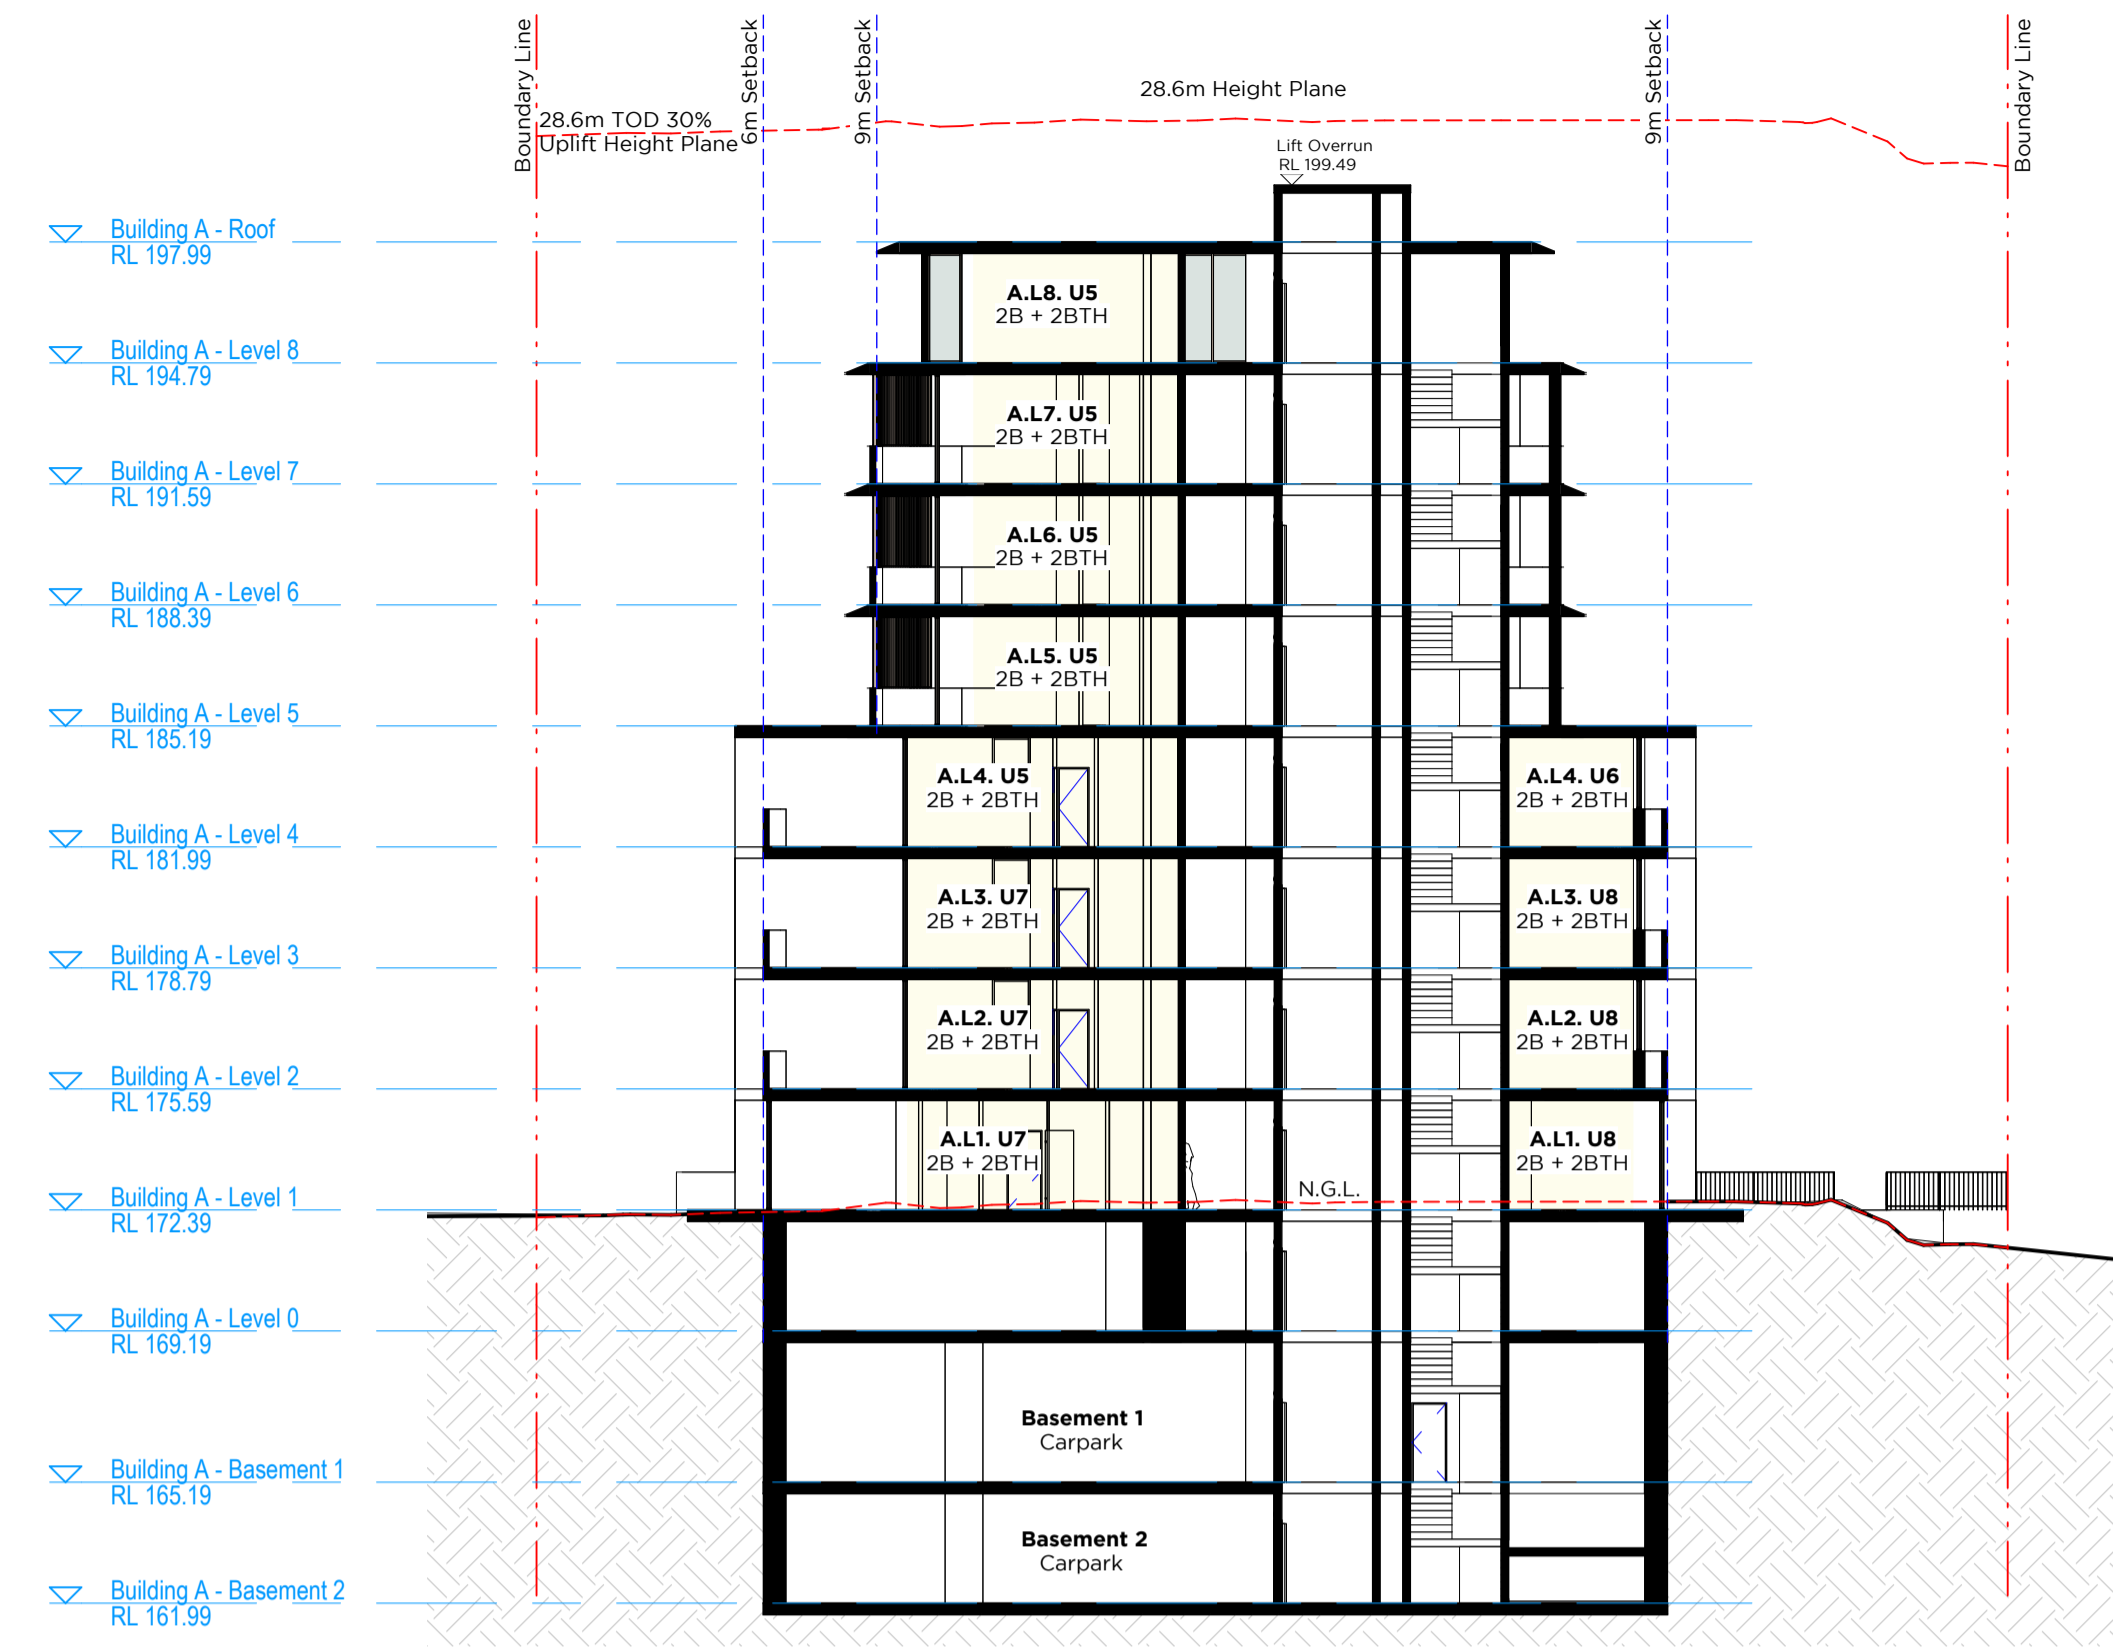 Boundary Line
6m Setback
9m Setback
9m Setback
Boundary Line
28.6m Height Plane
28.6m TOD 30%
Uplift Height Plane
Lift Overrun
RL 199.49
Building A - Roof
RL 197.99
A.L8. U5
2B + 2BTH
Building A - Level 8
RL 194.79
A.L7. U5
2B + 2BTH
Building A - Level 7
RL 191.59
A.L6. U5
2B + 2BTH
Building A - Level 6
RL 188.39
A.L5. U5
2B + 2BTH
Building A - Level 5
RL 185.19
A.L4. U5
2B + 2BTH
A.L4. U6
2B + 2BTH
Building A - Level 4
RL 181.99
A.L3. U7
2B + 2BTH
A.L3. U8
2B + 2BTH
Building A - Level 3
RL 178.79
A.L2. U7
2B + 2BTH
A.L2. U8
2B + 2BTH
Building A - Level 2
RL 175.59
A.L1. U7
2B + 2BTH
A.L1. U8
2B + 2BTH
N.G.L.
Building A - Level 1
RL 172.39
Building A - Level 0
RL 169.19
Basement 1
Carpark
Building A - Basement 1
RL 165.19
Basement 2
Carpark
Building A - Basement 2
RL 161.99